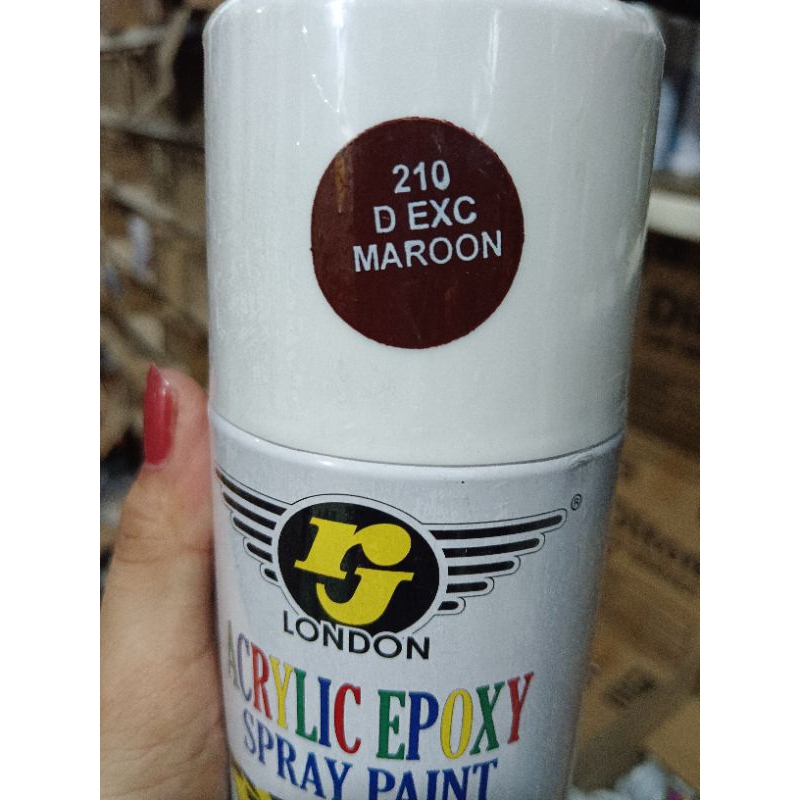 210
D EXC
MAROON
rJ
®
LONDON
ACRYLIC EPOXY
SPRAY PAINT